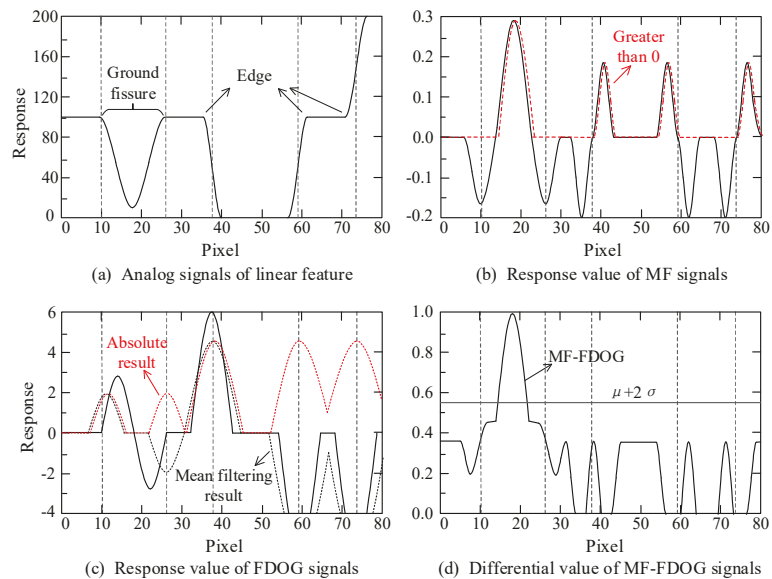 200
160
120
80
40
0
Response
Ground
fissure
Edge
0 10 20 30 40 50 60 70 80
Pixel
(a) Analog signals of linear feature
0.3
0.2
0.1
0.0
-0.1
-0.2
Response
Greater
than 0
0 10 20 30 40 50 60 70 80
Pixel
(b) Response value of MF signals
6
4
2
0
-2
-4
Response
Absolute
result
Mean filtering
result
0 10 20 30 40 50 60 70 80
Pixel
(c) Response value of FDOG signals
1.0
0.8
0.6
0.4
0.2
0.0
MF-FDOG
μ+2 σ
0 10 20 30 40 50 60 70 80
Pixel
(d) Differential value of MF-FDOG signals